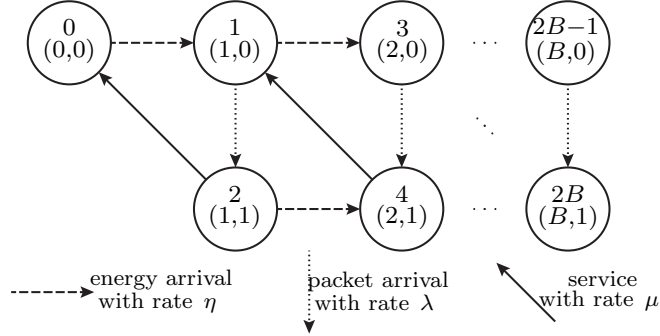 0
(0,0)
1
(1,0)
3
(2,0)
...
2B−1
(B,0)
2
(1,1)
4
(2,1)
...
2B
(B,1)
energy arrival
with rate η
packet arrival
with rate λ
service
with rate μ